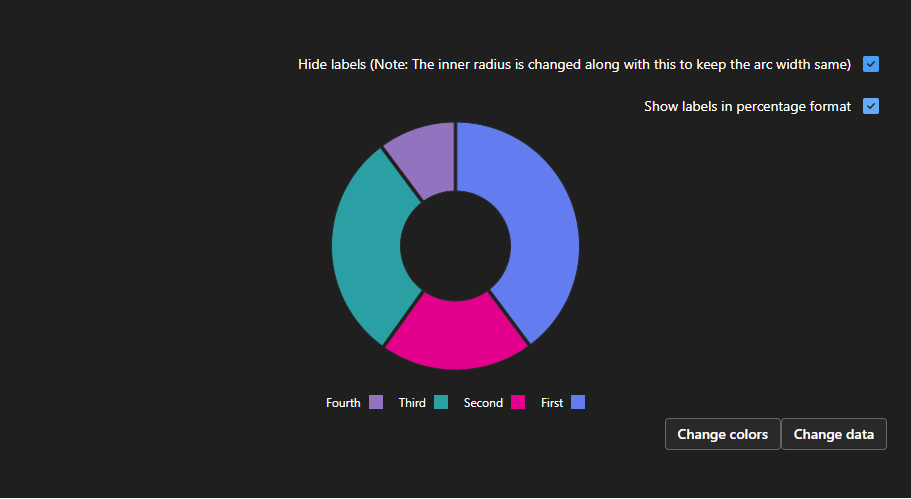 Hide labels (Note: The inner radius is changed along with this to keep the arc width same)
Show labels in percentage format
Fourth Third Second First
Change colors Change data